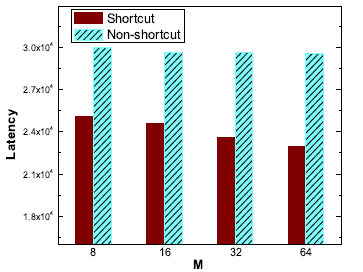 Shortcut
Non-shortcut
3.0x10⁴
2.7x10⁴
2.4x10⁴
2.1x10⁴
1.8x10⁴
Latency
8 16 32 64
M